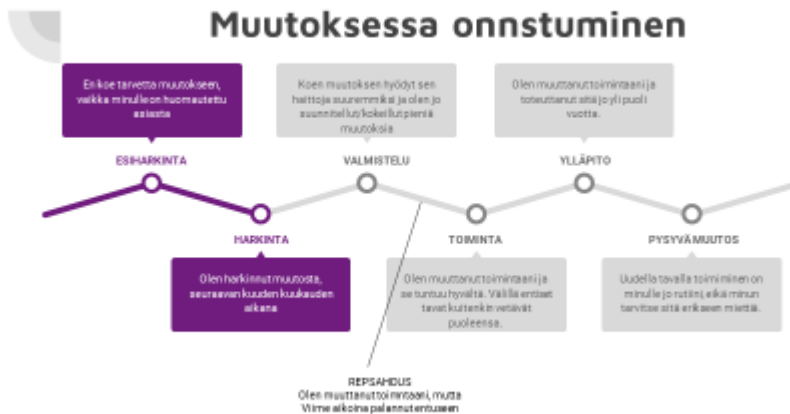 Muutoksessa onnstuminen
En koe tarvetta muutokseen,
vaikka minulle on huomautettu
asiasta
Koen muutoksen hyödyt sen
haittoja suuremmiksi ja olen jo
suunnitellut/kokeillut pieniä
muutoksia
Olen muuttanut toimintaani ja
toteuttanut sitä jo yli puoli
vuotta.
ESIHARKINTA
VALMISTELU
YLLÄPITO
HARKINTA
TOIMINTA
PYSYVÄ MUUTOS
Olen harkinnut muutosta,
seuraavan kuuden kuukauden
aikana
Olen muuttanut toimintaani ja
se tuntuu hyvältä. Välillä entiset
tavat kuitenkin vetävät
puoleensa.
Uudella tavalla toimiminen on
minulle jo rutiini, eikä minun
tarvitse sitä erikseen miettiä.
REPSAHDUS
Olen muuttanut toimntaani, mutta
Viime aikoina palannut entuseen